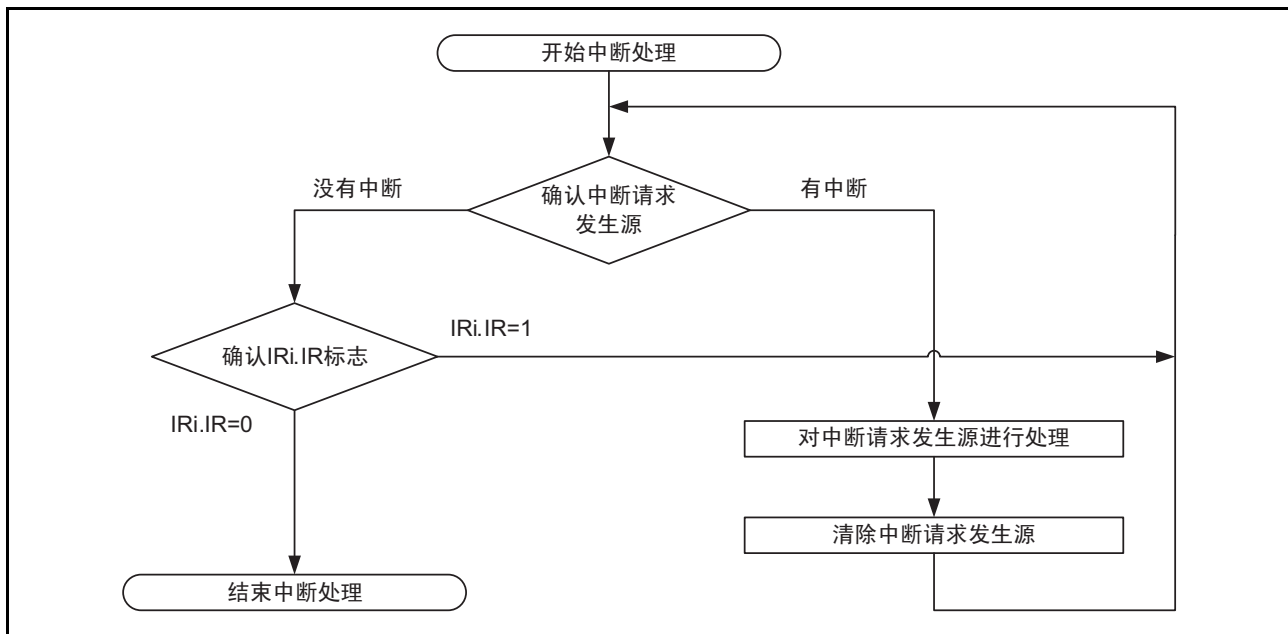 开始中断处理
没有中断
确认中断请求
发生源
有中断
IRi.IR=1
确认IRi.IR标志
IRi.IR=0
对中断请求发生源进行处理
清除中断请求发生源
结束中断处理